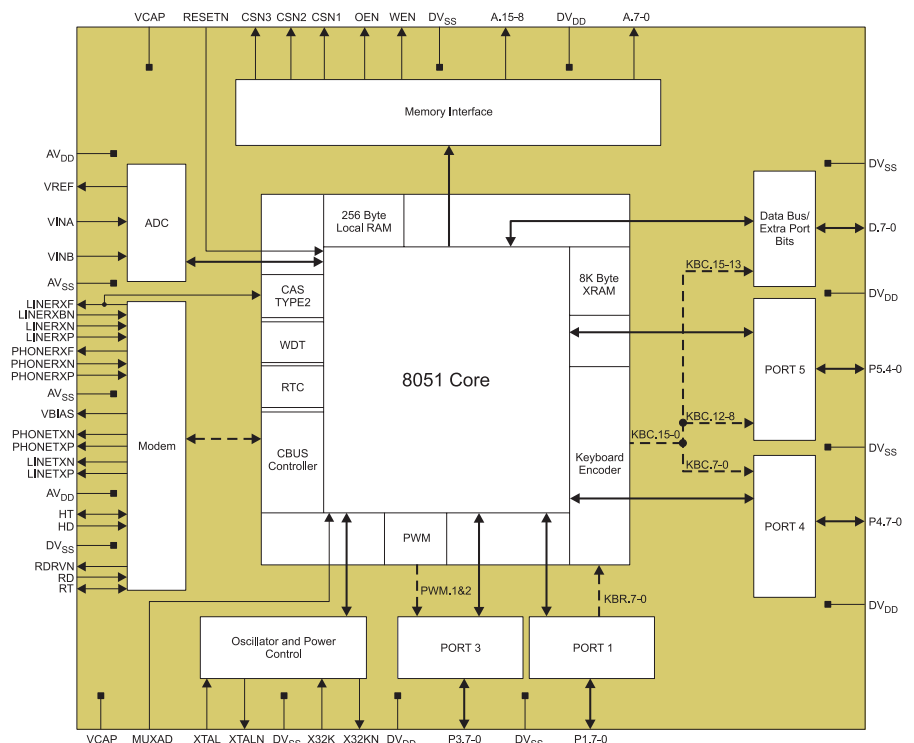 VCAP RESETN CSN3 CSN2 CSN1 OEN WEN DVSS A.15-8 DVDD A.7-0
Memory Interface
AVDD
VREF
VINA
VINB
AVSS
LINERXF
LINERXBN
LINERXN
LINERXP
PHONERXF
PHONERXN
PHONERXP
AVSS
VBIAS
PHONETXN
PHONETXP
LINETXN
LINETXP
AVDD
HT
HD
DVSS
RDRVN
RD
RT
ADC
Modem
256 Byte
Local RAM
CAS
TYPE2
WDT
RTC
CBUS
Controller
8051 Core
8K Byte
XRAM
Keyboard
Encoder
PWM
KBC.15-13
KBC.12-8
KBC.15-0
KBC.7-0
Data Bus/
Extra Port
Bits
PORT 5
PORT 4
DVSS
D.7-0
DVDD
P5.4-0
DVSS
P4.7-0
DVDD
PWM.1&2
KBR.7-0
Oscillator and Power
Control
PORT 3
PORT 1
VCAP MUXAD XTAL XTALN DVSS X32K X32KN DVDD P3.7-0 DVSS P1.7-0